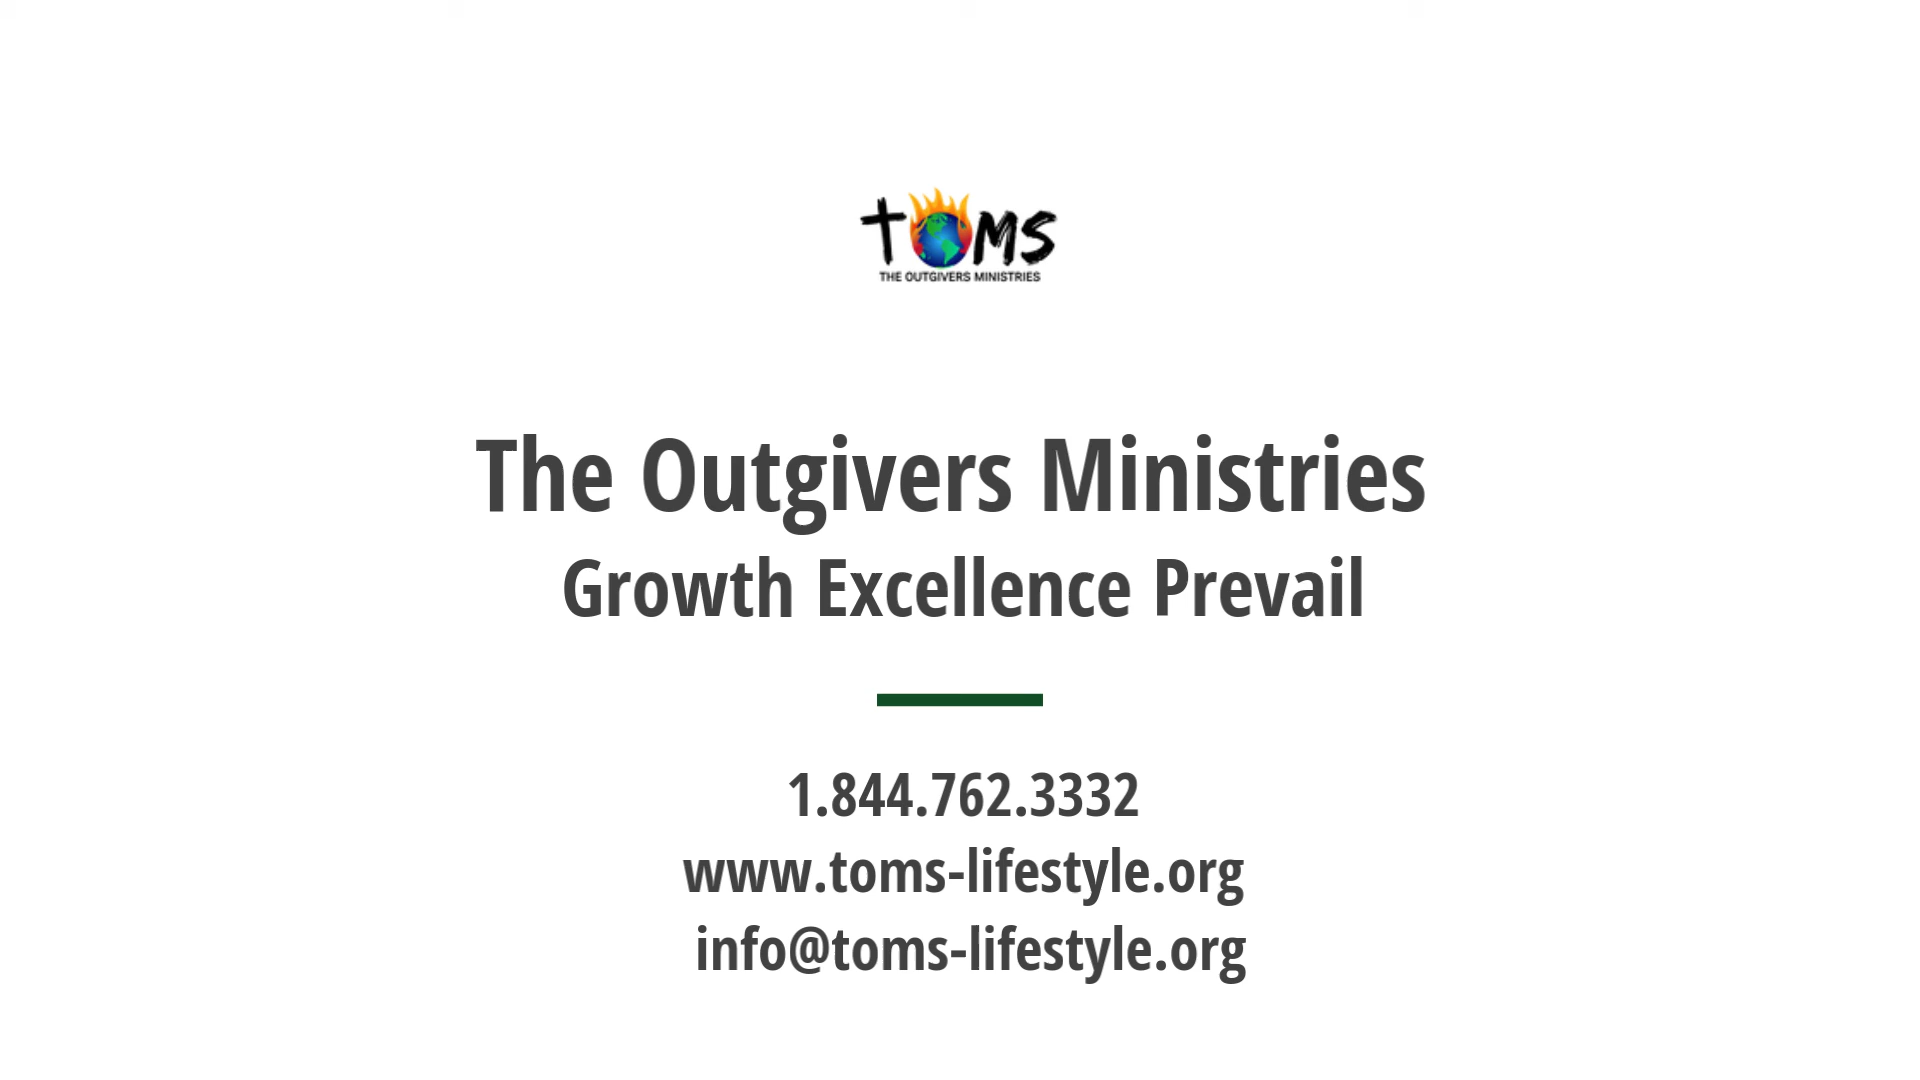 TOMS
THE OUTGIVERS MINISTRIES
The Outgivers Ministries
Growth Excellence Prevail
1.844.762.3332
www.toms-lifestyle.org
info@toms-lifestyle.org